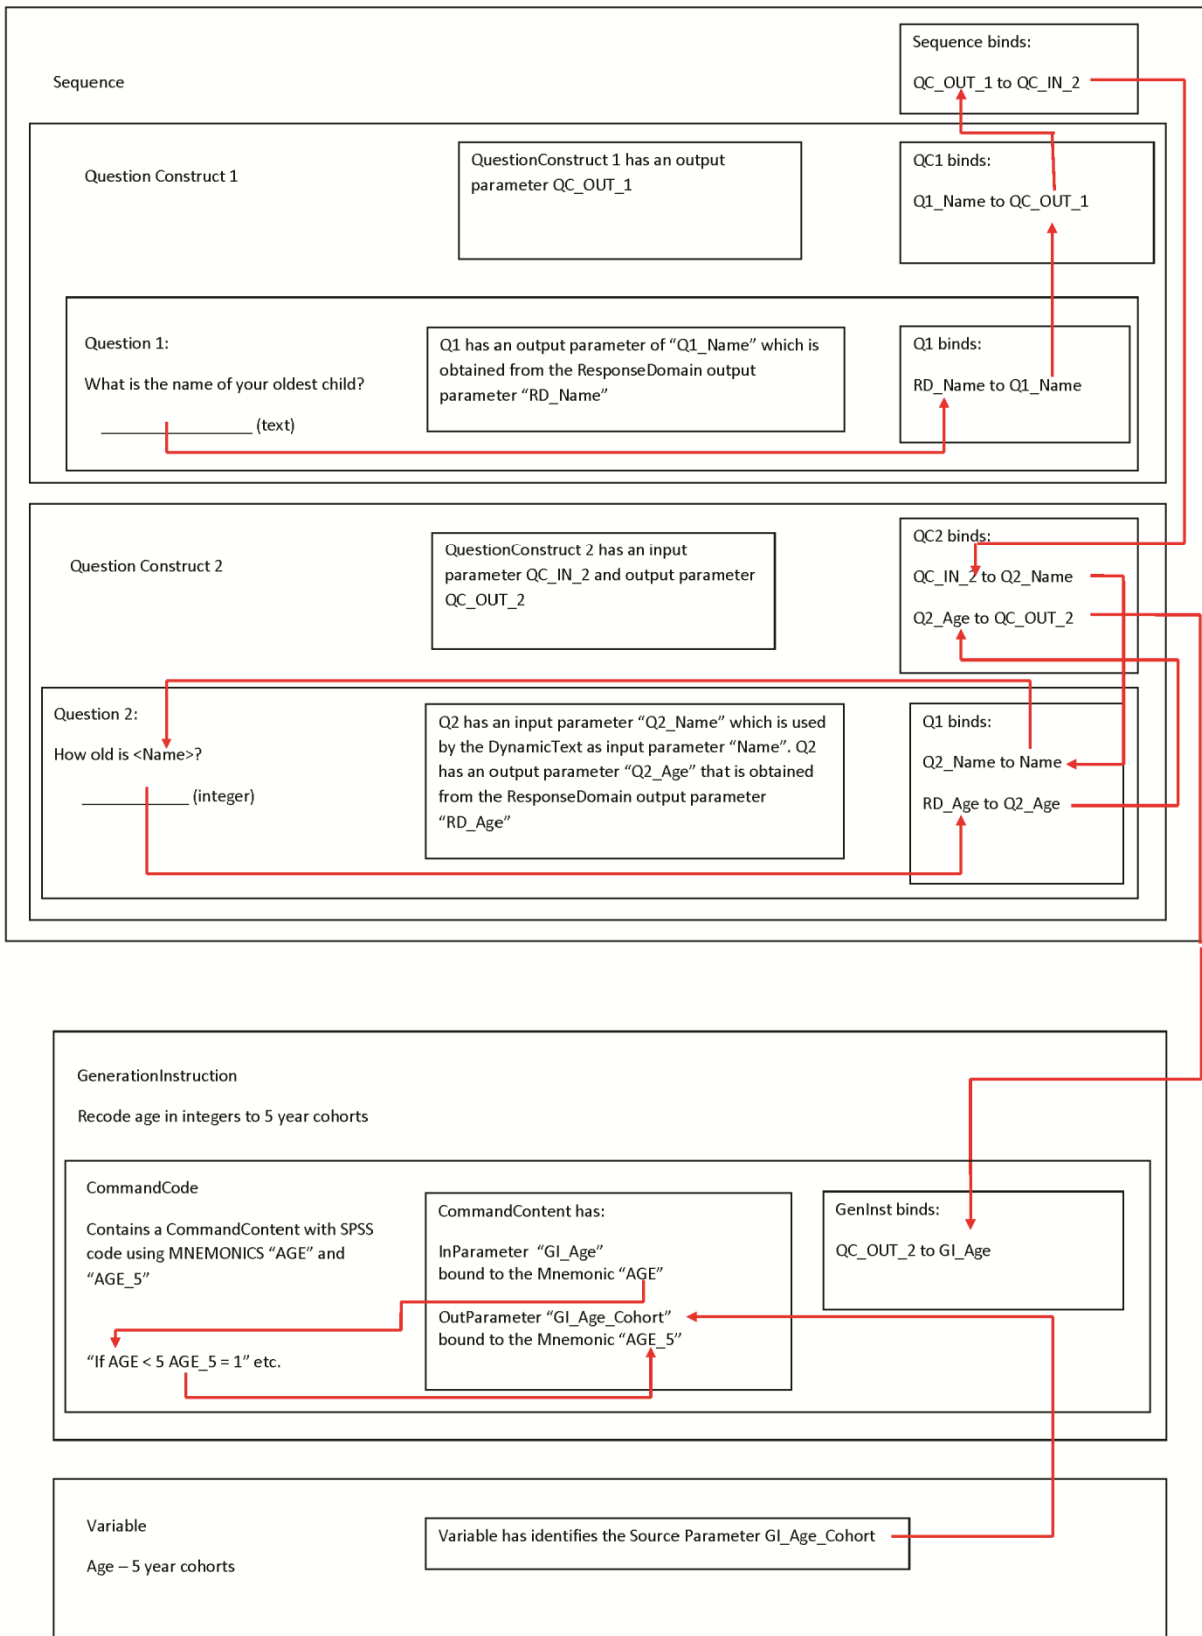 Sequence
Sequence binds:
QC_OUT_1 to QC_IN_2
Question Construct 1
QuestionConstruct 1 has an output
parameter QC_OUT_1
QC1 binds:
Q1_Name to QC_OUT_1
Question 1:
What is the name of your oldest child?
__________________ (text)
Q1 has an output parameter of “Q1_Name” which is
obtained from the ResponseDomain output
parameter “RD_Name”
Q1 binds:
RD_Name to Q1_Name
Question Construct 2
QuestionConstruct 2 has an input
parameter QC_IN_2 and output parameter
QC_OUT_2
QC2 binds:
QC_IN_2 to Q2_Name
Q2_Age to QC_OUT_2
Question 2:
How old is <Name>?
_____________ (integer)
Q2 has an input parameter “Q2_Name” which is used
by the DynamicText as input parameter “Name”. Q2
has an output parameter “Q2_Age” that is obtained
from the ResponseDomain output parameter
“RD_Age”
Q1 binds:
Q2_Name to Name
RD_Age to Q2_Age
GenerationInstruction
Recode age in integers to 5 year cohorts
CommandCode
Contains a CommandContent with SPSS
code using MNEMONICS “AGE” and
“AGE_5”
“If AGE < 5 AGE_5 = 1” etc.
CommandContent has:
InParameter “GI_Age”
bound to the Mnemonic “AGE”
OutParameter “GI_Age_Cohort”
bound to the Mnemonic “AGE_5”
GenInst binds:
QC_OUT_2 to GI_Age
Variable
Age – 5 year cohorts
Variable has identifies the Source Parameter GI_Age_Cohort